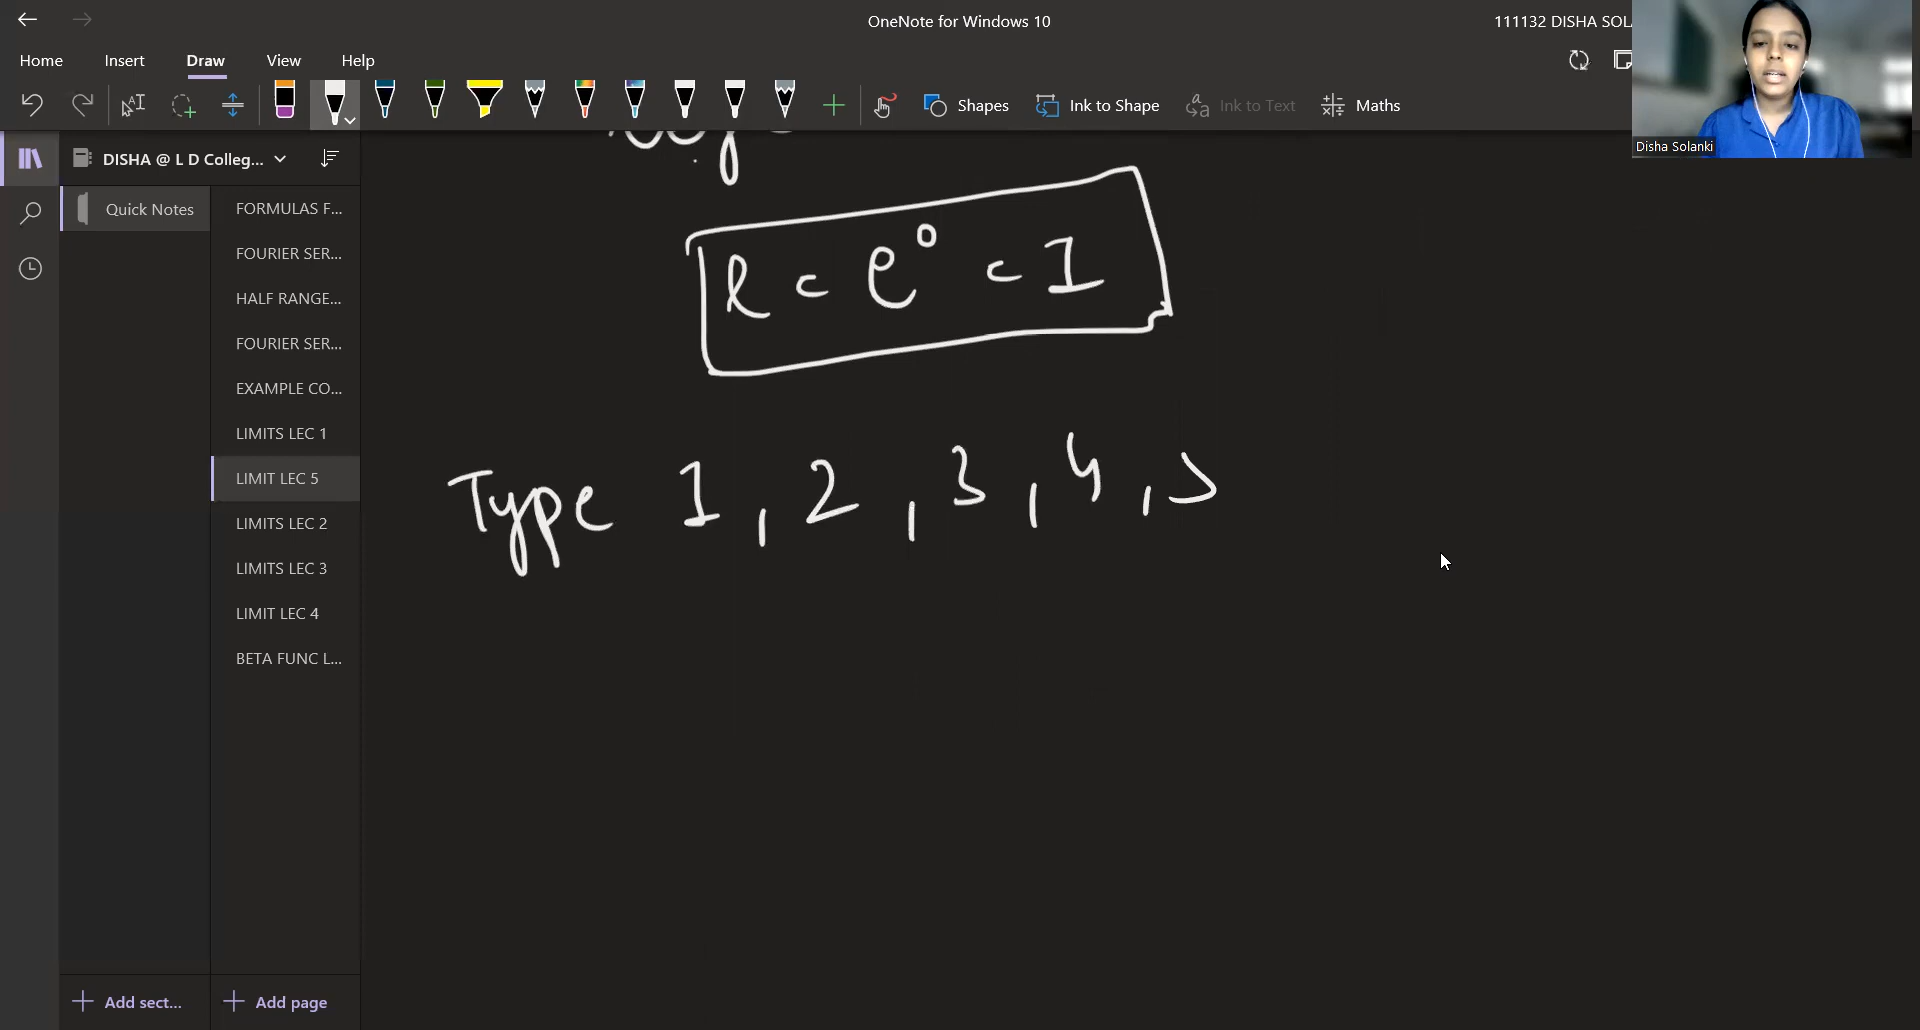 OneNote for Windows 10
111132 DISHA SOLA
Home Insert Draw View Help
Shapes Ink to Shape Ink to Text Maths
Disha Solanki
DISHA @ L D Colleg...
Quick Notes
FORMULAS F...
FOURIER SER...
HALF RANGE...
FOURIER SER...
EXAMPLE CO...
LIMITS LEC 1
LIMIT LEC 5
LIMITS LEC 2
LIMITS LEC 3
LIMIT LEC 4
BETA FUNC L...
l = e⁰ = 1
Type 1, 2, 3, 4, 5
Add sect...
Add page